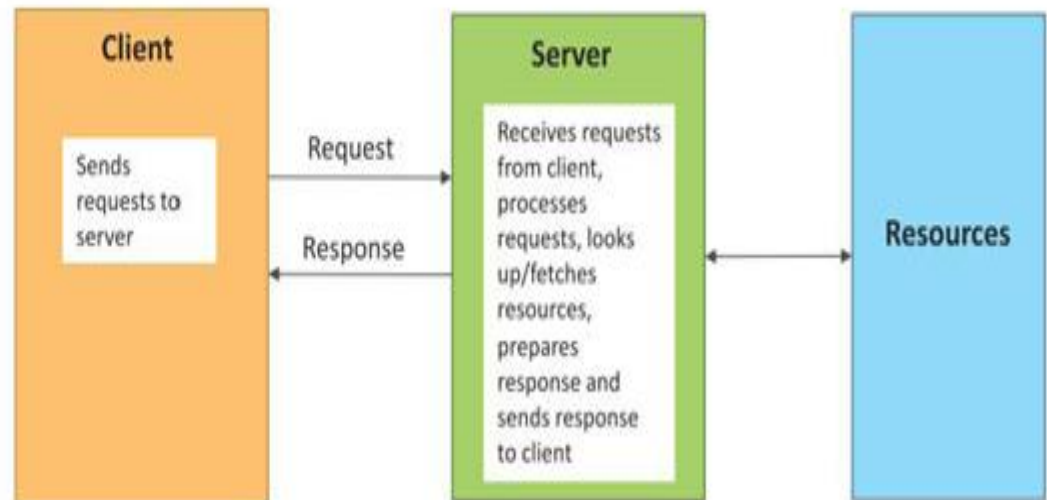 Client
Sends
requests to
server
Request
Response
Server
Receives requests
from client,
processes
requests, looks
up/fetches
resources,
prepares
response and
sends response
to client
Resources